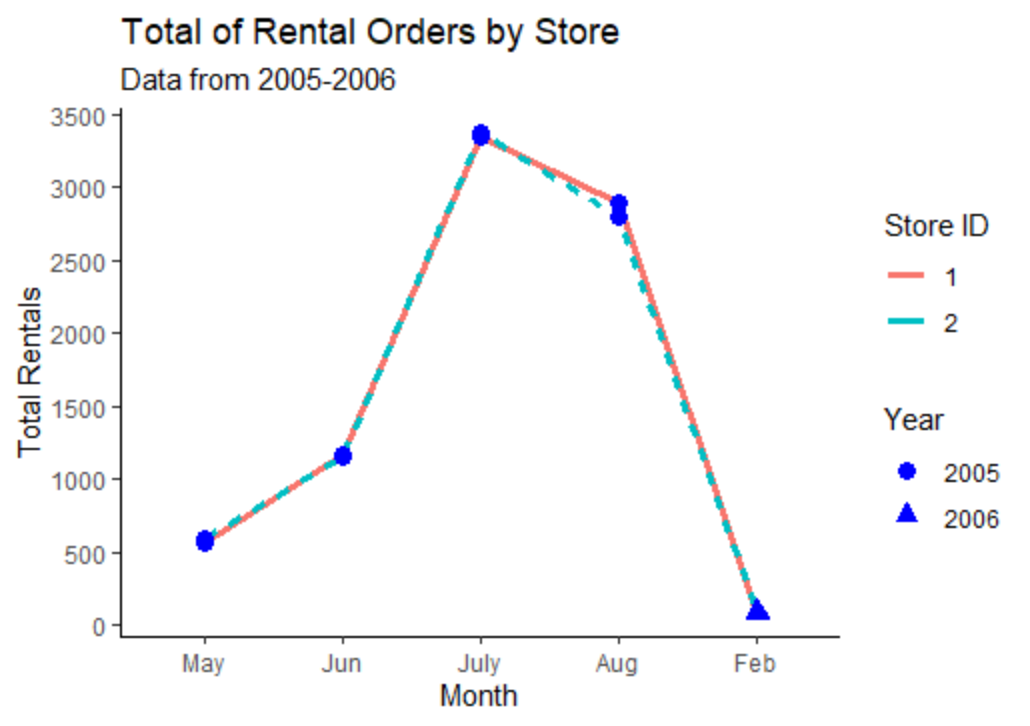 Total of Rental Orders by Store
Data from 2005-2006
3500
3000
2500
2000
1500
1000
500
0
Total Rentals
May Jun July Aug Feb
Month
Store ID
1
2
Year
2005
2006